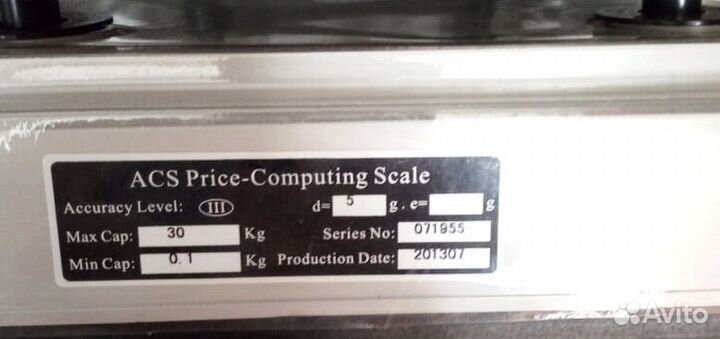 ACS Price-Computing Scale
Accuracy Level: III d= 5 g . e= g
Max Cap: 30 Kg Series No: 071955
Min Cap: 0.1 Kg Production Date: 201307
Avito